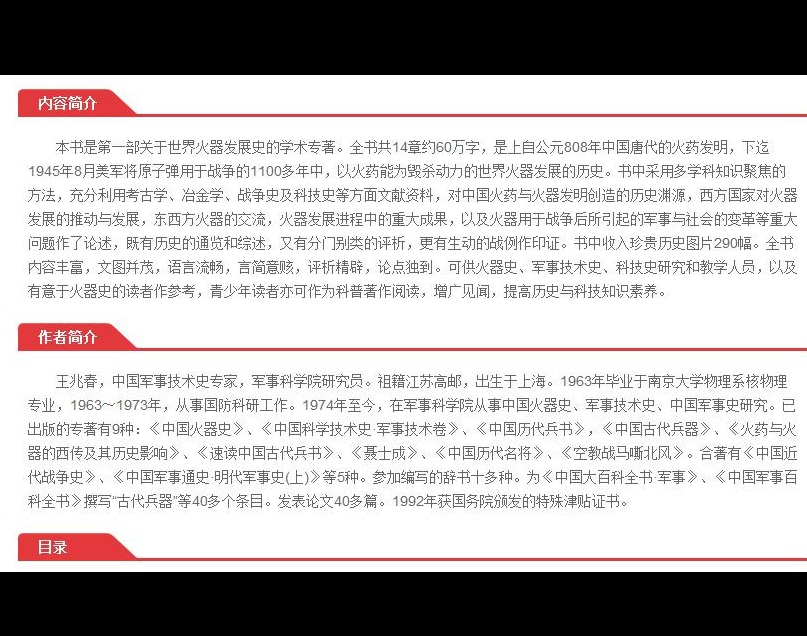 内容简介
本书是第一部关于世界火器发展史的学术专著。全书共14章约60万字，是上自公元808年中国唐代的火药发明，下迄
1945年8月美军将原子弹用于战争的1100多年中，以火药能为毁杀动力的世界火器发展的历史。书中采用多学科知识聚焦的
方法，充分利用考古学、冶金学、战争史及科技史等方面文献资料，对中国火药与火器发明创造的历史渊源，西方国家对火器
发展的推动与发展，东西方火器的交流，火器发展进程中的重大成果，以及火器用于战争后所引起的军事与社会的变革等重大
问题作了论述，既有历史的通览和综述，又有分门别类的评析，更有生动的战例作印证。书中收入珍贵历史图片290幅。全书
内容丰富，文图并茂，语言流畅，言简意赅，评析精辟，论点独到。可供火器史、军事技术史、科技史研究和教学人员，以及
有意于火器史的读者作参考，青少年读者亦可作为科普著作阅读，增广见闻，提高历史与科技知识素养。
作者简介
王兆春，中国军事技术史专家，军事科学院研究员。祖籍江苏高邮，出生于上海。1963年毕业于南京大学物理系核物理
专业，1963～1973年，从事国防科研工作。1974年至今，在军事科学院从事中国火器史、军事技术史、中国军事史研究。已
出版的专著有9种：《中国火器史》、《中国科学技术史·军事技术卷》、《中国历代兵书》，《中国古代兵器》、《火药与火
器的西传及其历史影响》、《速读中国古代兵书》、《聂士成》、《中国历代名将》、《空教战马嘶北风》。合著有《中国近
代战争史》、《中国军事通史·明代军事史(上)》等5种。参加编写的辞书十多种。为《中国大百科全书·军事》、《中国军事百
科全书》撰写“古代兵器”等40多个条目。发表论文40多篇。1992年获国务院颁发的特殊津贴证书。
目录